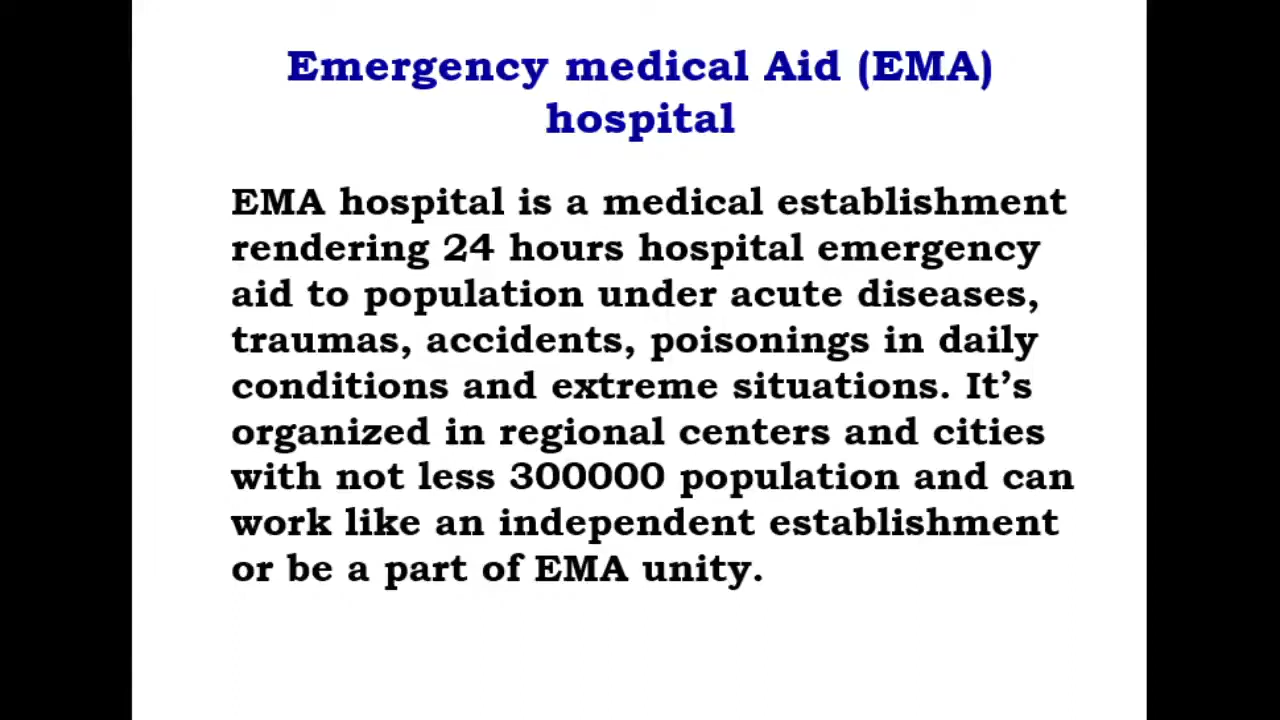 Emergency medical Aid (EMA)
hospital
EMA hospital is a medical establishment
rendering 24 hours hospital emergency
aid to population under acute diseases,
traumas, accidents, poisonings in daily
conditions and extreme situations. It’s
organized in regional centers and cities
with not less 300000 population and can
work like an independent establishment
or be a part of EMA unity.